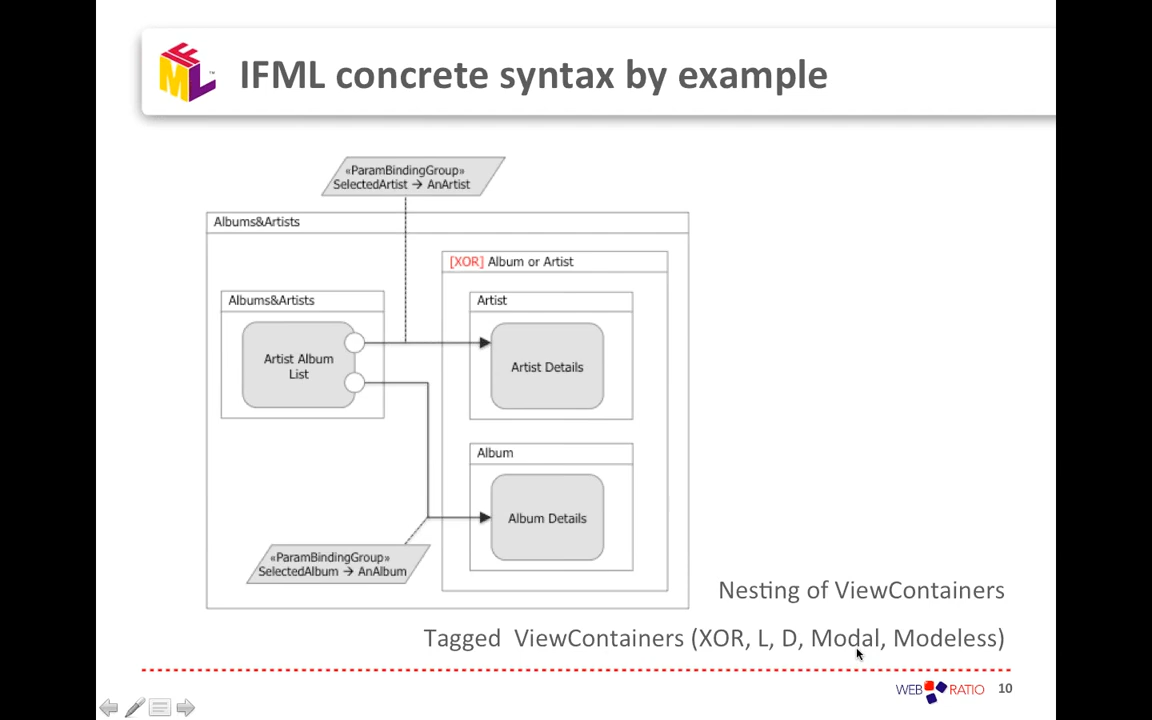 IFML
™
IFML concrete syntax by example
«ParamBindingGroup»
SelectedArtist → AnArtist
Albums&Artists
[XOR] Album or Artist
Albums&Artists
Artist
Artist Album
List
Artist Details
Album
Album Details
«ParamBindingGroup»
SelectedAlbum → AnAlbum
Nesting of ViewContainers
Tagged ViewContainers (XOR, L, D, Modal, Modeless)
WEB RATIO
10